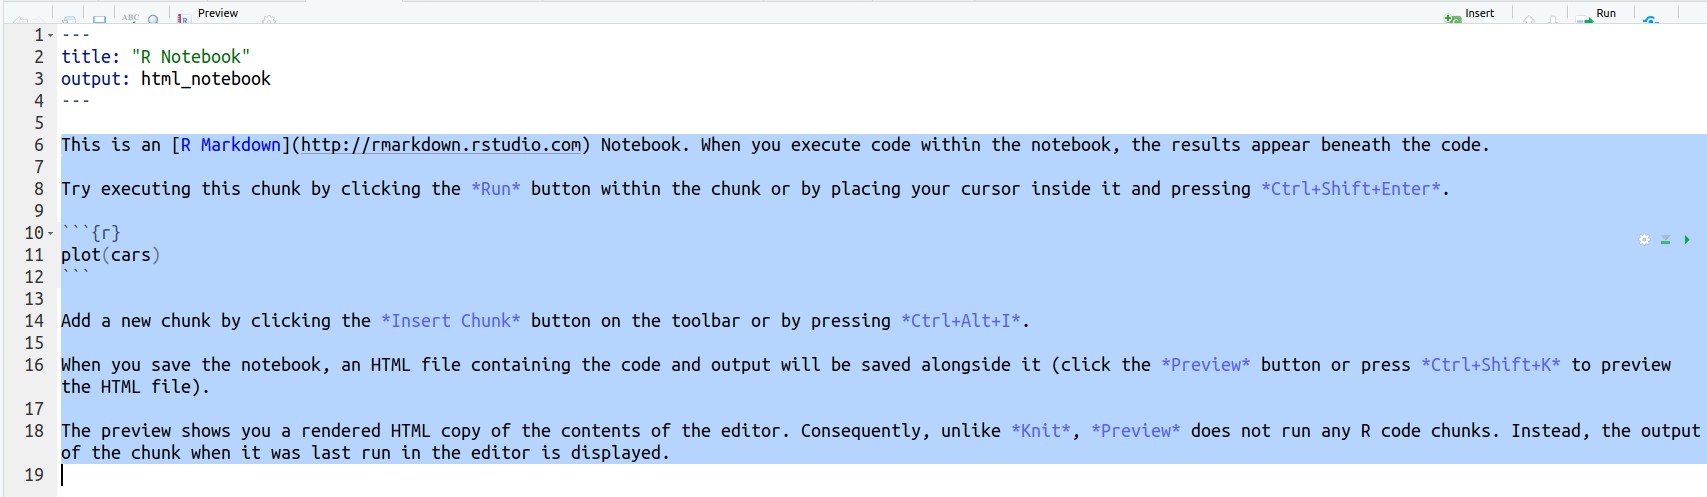 Preview Insert Run
1 ---
2 title: "R Notebook"
3 output: html_notebook
4 ---
5
6 This is an [R Markdown](http://rmarkdown.rstudio.com) Notebook. When you execute code within the notebook, the results appear beneath the code.
7
8 Try executing this chunk by clicking the *Run* button within the chunk or by placing your cursor inside it and pressing *Ctrl+Shift+Enter*.
9
10 ```{r}
11 plot(cars)
12 ```
13
14 Add a new chunk by clicking the *Insert Chunk* button on the toolbar or by pressing *Ctrl+Alt+I*.
15
16 When you save the notebook, an HTML file containing the code and output will be saved alongside it (click the *Preview* button or press *Ctrl+Shift+K* to preview
the HTML file).
17
18 The preview shows you a rendered HTML copy of the contents of the editor. Consequently, unlike *Knit*, *Preview* does not run any R code chunks. Instead, the output
of the chunk when it was last run in the editor is displayed.
19